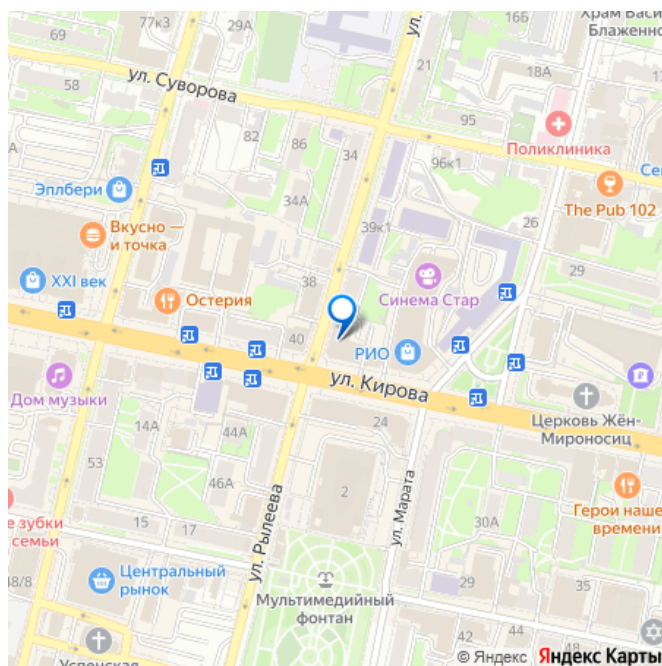 77к3
29А
ул.
16Б
Храм Васи
Блаженно
69
58
ул. Суворова
21
18А
82
86
34
95
Поликлиника
96к1
The Pub 102
Эплбери
34А
39к1
26
Вкусно —
и точка
38
29
XXI век
Остерия
Синема Стар
40
РИО
ул. Кирова
Дом музыки
14А
44А
24
Церковь Жён-
Мироносиц
53
46А
2
Герои наше
времени
15
17
30А
е зубки
семьи
ул. Рылеева
ул. Марата
48/8
Центральный
рынок
29
35
Мультимедийный
фонтан
42
44
Успенская
© Яндекс Яндекс Карты